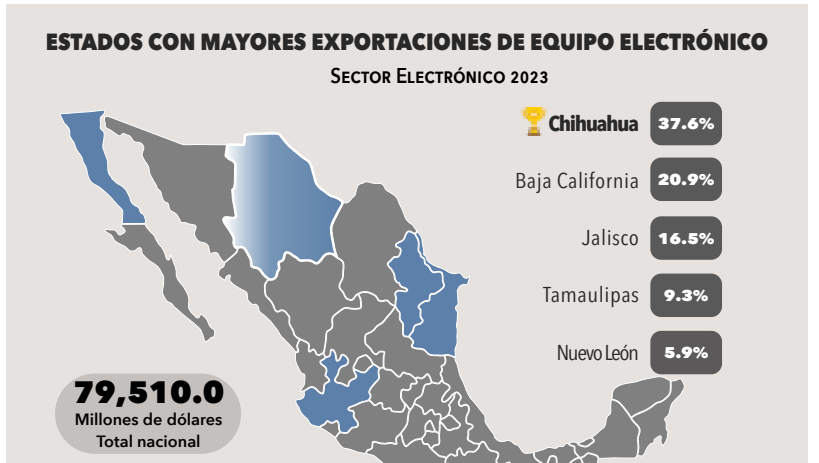 ESTADOS CON MAYORES EXPORTACIONES DE EQUIPO ELECTRÓNICO
SECTOR ELECTRÓNICO 2023
Chihuahua 37.6%
Baja California 20.9%
Jalisco 16.5%
Tamaulipas 9.3%
Nuevo León 5.9%
79,510.0
Millones de dólares
Total nacional